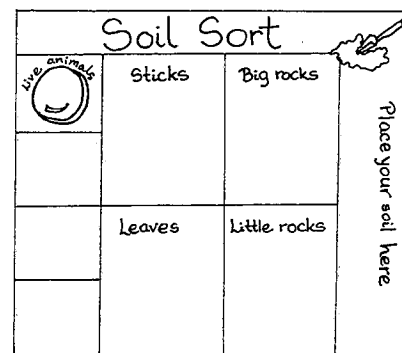 Soil Sort
Live animals
Sticks
Big rocks
Leaves
Little rocks
Place your soil here